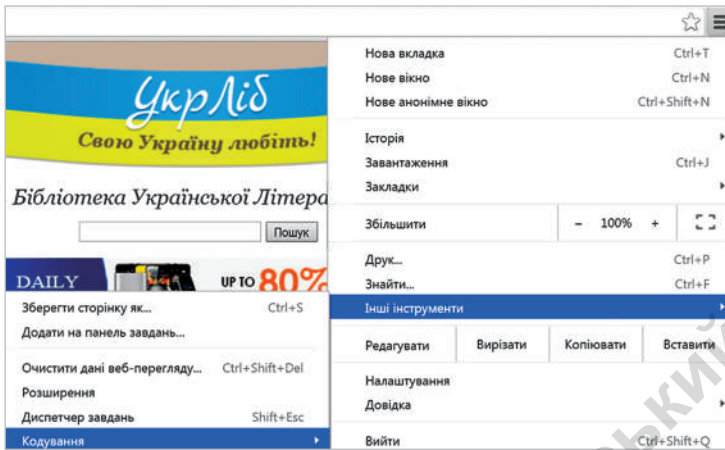 УкрЛіб
Свою Україну любіть!
Бібліотека Української Літера
Пошук
DAILY
UP TO 80%
Нова вкладка Ctrl+T
Нове вікно Ctrl+N
Нове анонімне вікно Ctrl+Shift+N
Історія
Завантаження Ctrl+J
Закладки
Збільшити - 100% +
Друк... Ctrl+P
Знайти... Ctrl+F
Інші інструменти
Редагувати Вирізати Копіювати Вставити
Налаштування
Довідка
Вийти Ctrl+Shift+Q
Зберегти сторінку як... Ctrl+S
Додати на панель завдань...
Очистити дані веб-перегляду... Ctrl+Shift+Del
Розширення
Диспетчер завдань Shift+Esc
Кодування